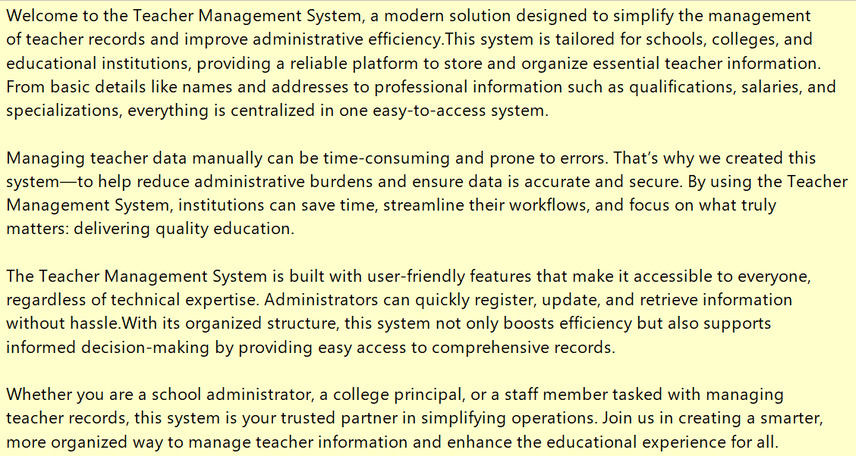 Welcome to the Teacher Management System, a modern solution designed to simplify the management
of teacher records and improve administrative efficiency.This system is tailored for schools, colleges, and
educational institutions, providing a reliable platform to store and organize essential teacher information.
From basic details like names and addresses to professional information such as qualifications, salaries, and
specializations, everything is centralized in one easy-to-access system.
Managing teacher data manually can be time-consuming and prone to errors. That’s why we created this
system—to help reduce administrative burdens and ensure data is accurate and secure. By using the Teacher
Management System, institutions can save time, streamline their workflows, and focus on what truly
matters: delivering quality education.
The Teacher Management System is built with user-friendly features that make it accessible to everyone,
regardless of technical expertise. Administrators can quickly register, update, and retrieve information
without hassle.With its organized structure, this system not only boosts efficiency but also supports
informed decision-making by providing easy access to comprehensive records.
Whether you are a school administrator, a college principal, or a staff member tasked with managing
teacher records, this system is your trusted partner in simplifying operations. Join us in creating a smarter,
more organized way to manage teacher information and enhance the educational experience for all.